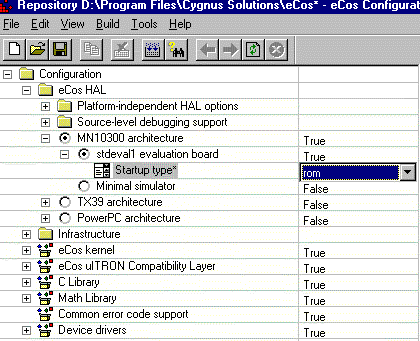 Repository D:\Program Files\Cygnus Solutions\eCos* - eCos Configurat
File Edit View Build Tools Help
Configuration
eCos HAL
Platform-independent HAL options
Source-level debugging support
MN10300 architecture True
stdeval1 evaluation board True
Startup type* rom
Minimal simulator False
TX39 architecture False
PowerPC architecture False
Infrastructure True
eCos kernel True
eCos uITRON Compatibility Layer True
C Library True
Math Library True
Common error code support True
Device drivers True